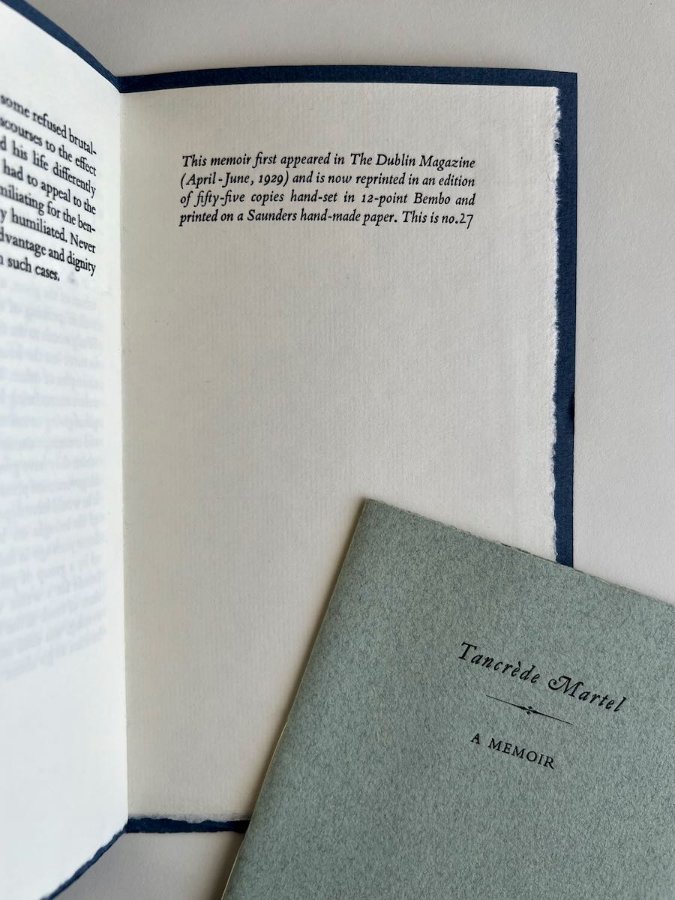 some refused brutal-
scourses to the effect
d his life differently
had to appeal to the
miliating for the ben-
y humiliated. Never
dvantage and dignity
such cases.
This memoir first appeared in The Dublin Magazine
(April-June, 1929) and is now reprinted in an edition
of fifty-five copies hand-set in 12-point Bembo and
printed on a Saunders hand-made paper. This is no.27
Tancrède Martel
A MEMOIR